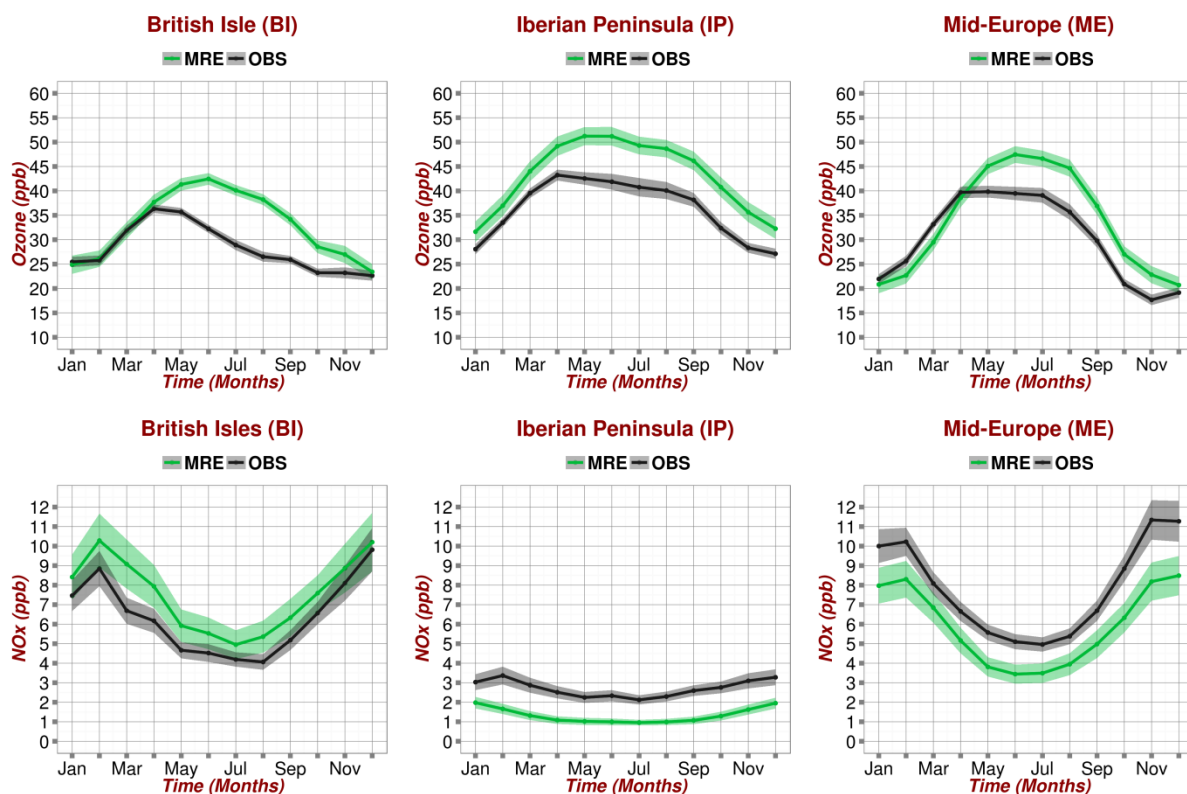 British Isle (BI)
MRE OBS
Ozone (ppb)
60
55
50
45
40
35
30
25
20
15
10
Jan Mar May Jul Sep Nov
Time (Months)
Iberian Peninsula (IP)
MRE OBS
Ozone (ppb)
60
55
50
45
40
35
30
25
20
15
10
Jan Mar May Jul Sep Nov
Time (Months)
Mid-Europe (ME)
MRE OBS
Ozone (ppb)
60
55
50
45
40
35
30
25
20
15
10
Jan Mar May Jul Sep Nov
Time (Months)
British Isles (BI)
MRE OBS
NOx (ppb)
12
11
10
9
8
7
6
5
4
3
2
1
0
Jan Mar May Jul Sep Nov
Time (Months)
Iberian Peninsula (IP)
MRE OBS
NOx (ppb)
12
11
10
9
8
7
6
5
4
3
2
1
0
Jan Mar May Jul Sep Nov
Time (Months)
Mid-Europe (ME)
MRE OBS
NOx (ppb)
12
11
10
9
8
7
6
5
4
3
2
1
0
Jan Mar May Jul Sep Nov
Time (Months)